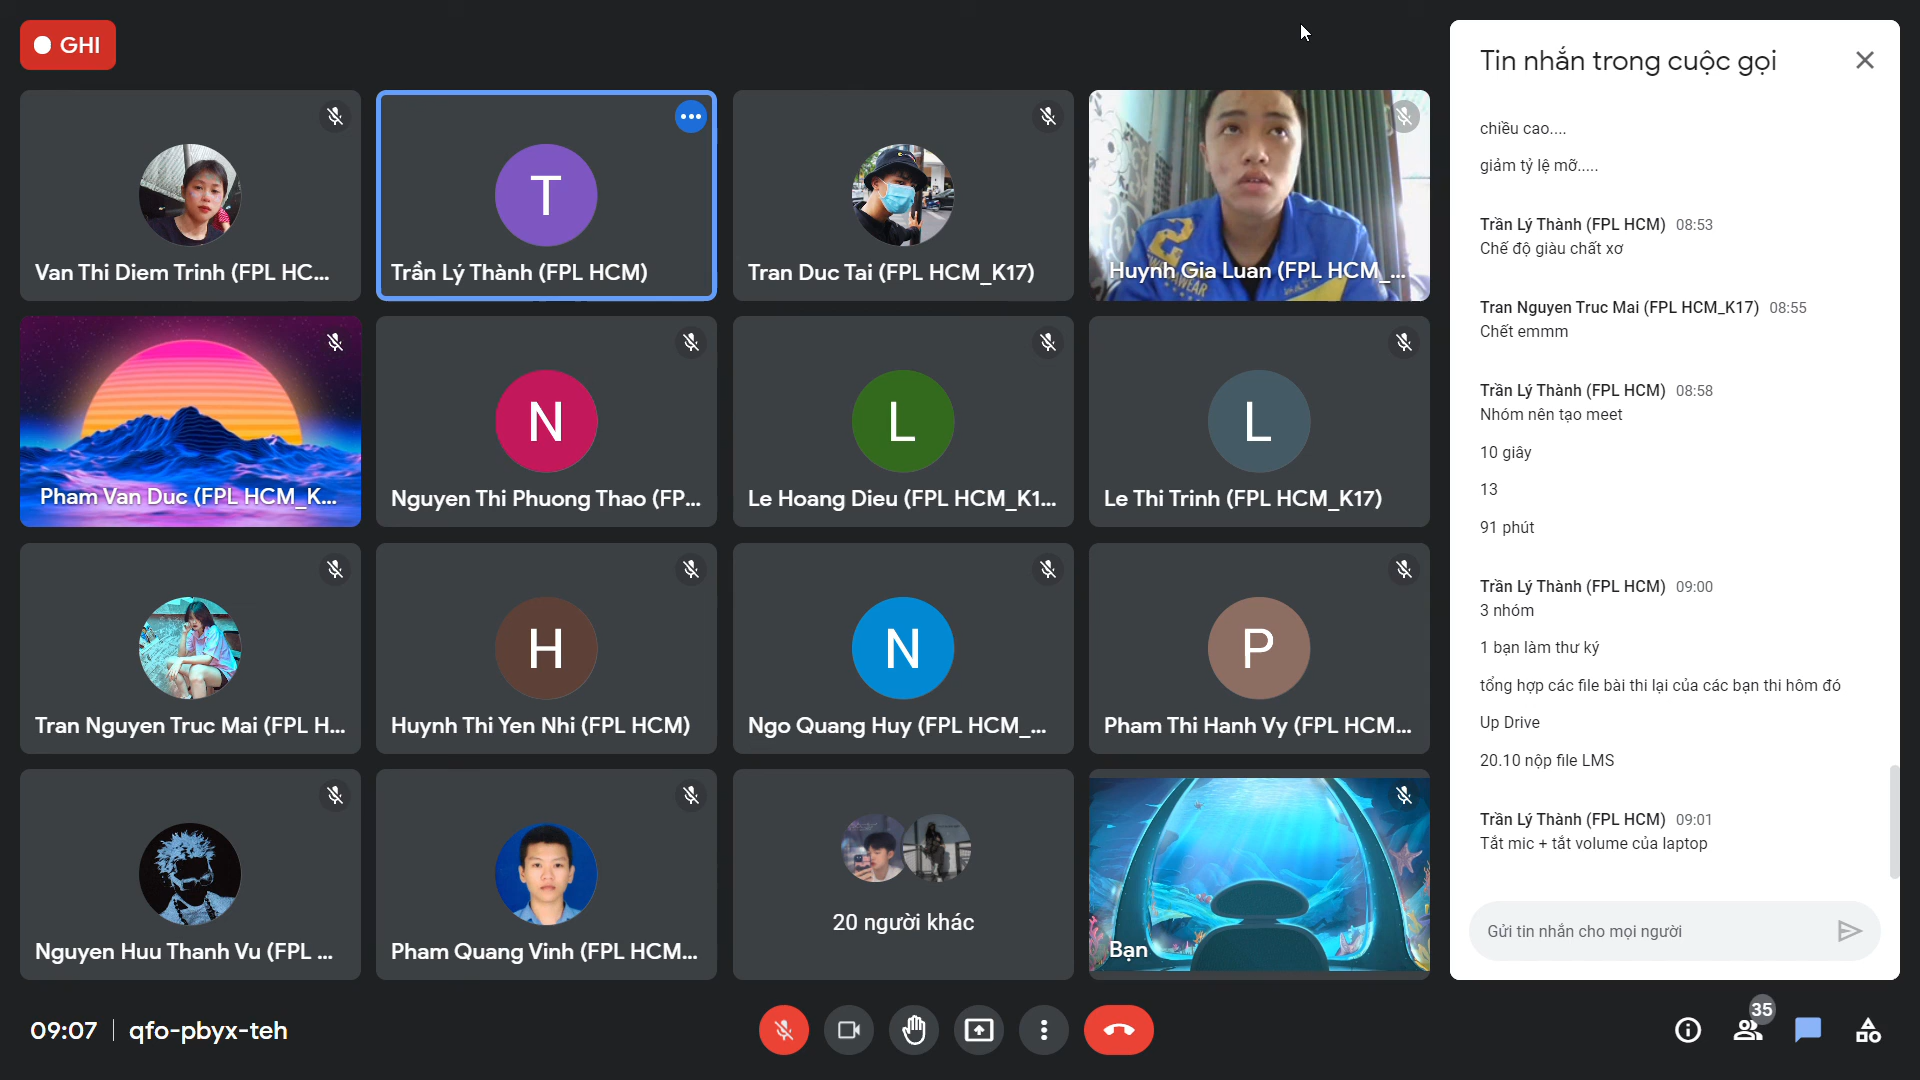 GHI
Van Thi Diem Trinh (FPL HC...
Trần Lý Thành (FPL HCM)
T
Tran Duc Tai (FPL HCM_K17)
Huynh Gia Luan (FPL HCM_...
Pham Van Duc (FPL HCM_K...
N
Nguyen Thi Phuong Thao (FP...
L
Le Hoang Dieu (FPL HCM_K1...
L
Le Thi Trinh (FPL HCM_K17)
Tran Nguyen Truc Mai (FPL H...
H
Huynh Thi Yen Nhi (FPL HCM)
N
Ngo Quang Huy (FPL HCM_...
P
Pham Thi Hanh Vy (FPL HCM...
Nguyen Huu Thanh Vu (FPL ...
Pham Quang Vinh (FPL HCM...
20 người khác
Bạn
09:07 | qfo-pbyx-teh
Tin nhắn trong cuộc gọi
chiều cao....
giảm tỷ lệ mỡ.....
Trần Lý Thành (FPL HCM) 08:53
Chế độ giàu chất xơ
Tran Nguyen Truc Mai (FPL HCM_K17) 08:55
Chết emmm
Trần Lý Thành (FPL HCM) 08:58
Nhóm nên tạo meet
10 giây
13
91 phút
Trần Lý Thành (FPL HCM) 09:00
3 nhóm
1 bạn làm thư ký
tổng hợp các file bài thi lại của các bạn thi hôm đó
Up Drive
20.10 nộp file LMS
Trần Lý Thành (FPL HCM) 09:01
Tắt mic + tắt volume của laptop
Gửi tin nhắn cho mọi người
35